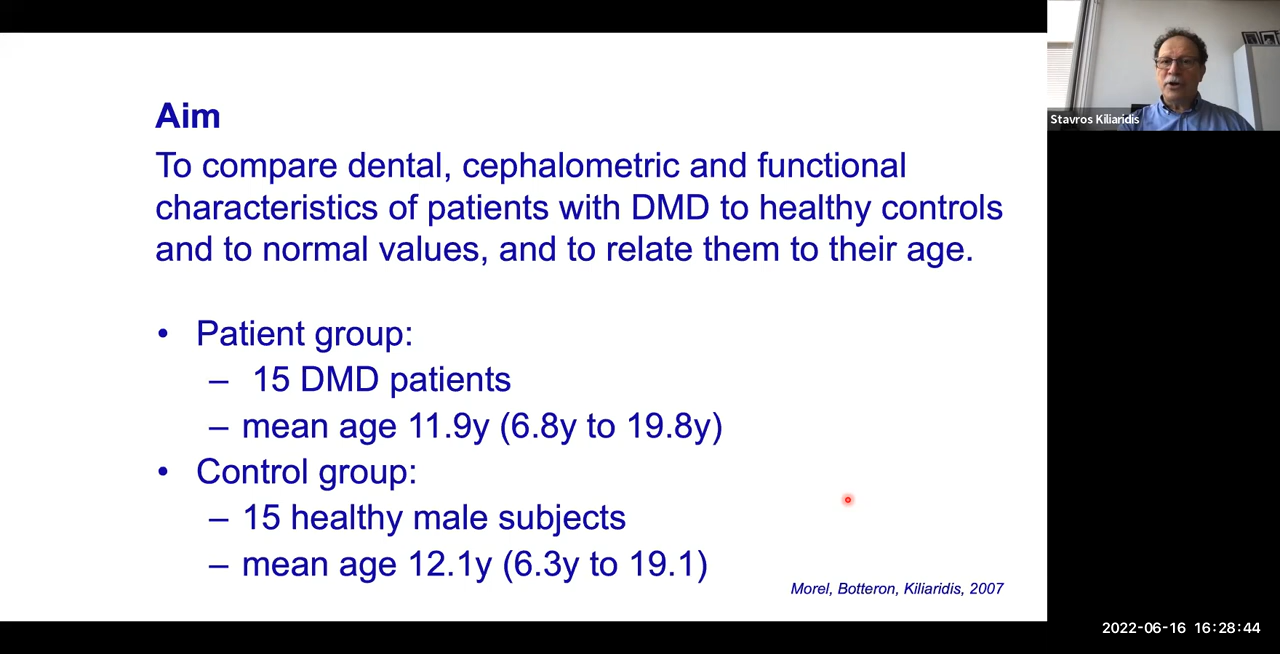 Aim
To compare dental, cephalometric and functional
characteristics of patients with DMD to healthy controls
and to normal values, and to relate them to their age.
• Patient group:
– 15 DMD patients
– mean age 11.9y (6.8y to 19.8y)
• Control group:
– 15 healthy male subjects
– mean age 12.1y (6.3y to 19.1)
Morel, Botteron, Kiliaridis, 2007
Stavros Kiliaridis
2022-06-16 16:28:44